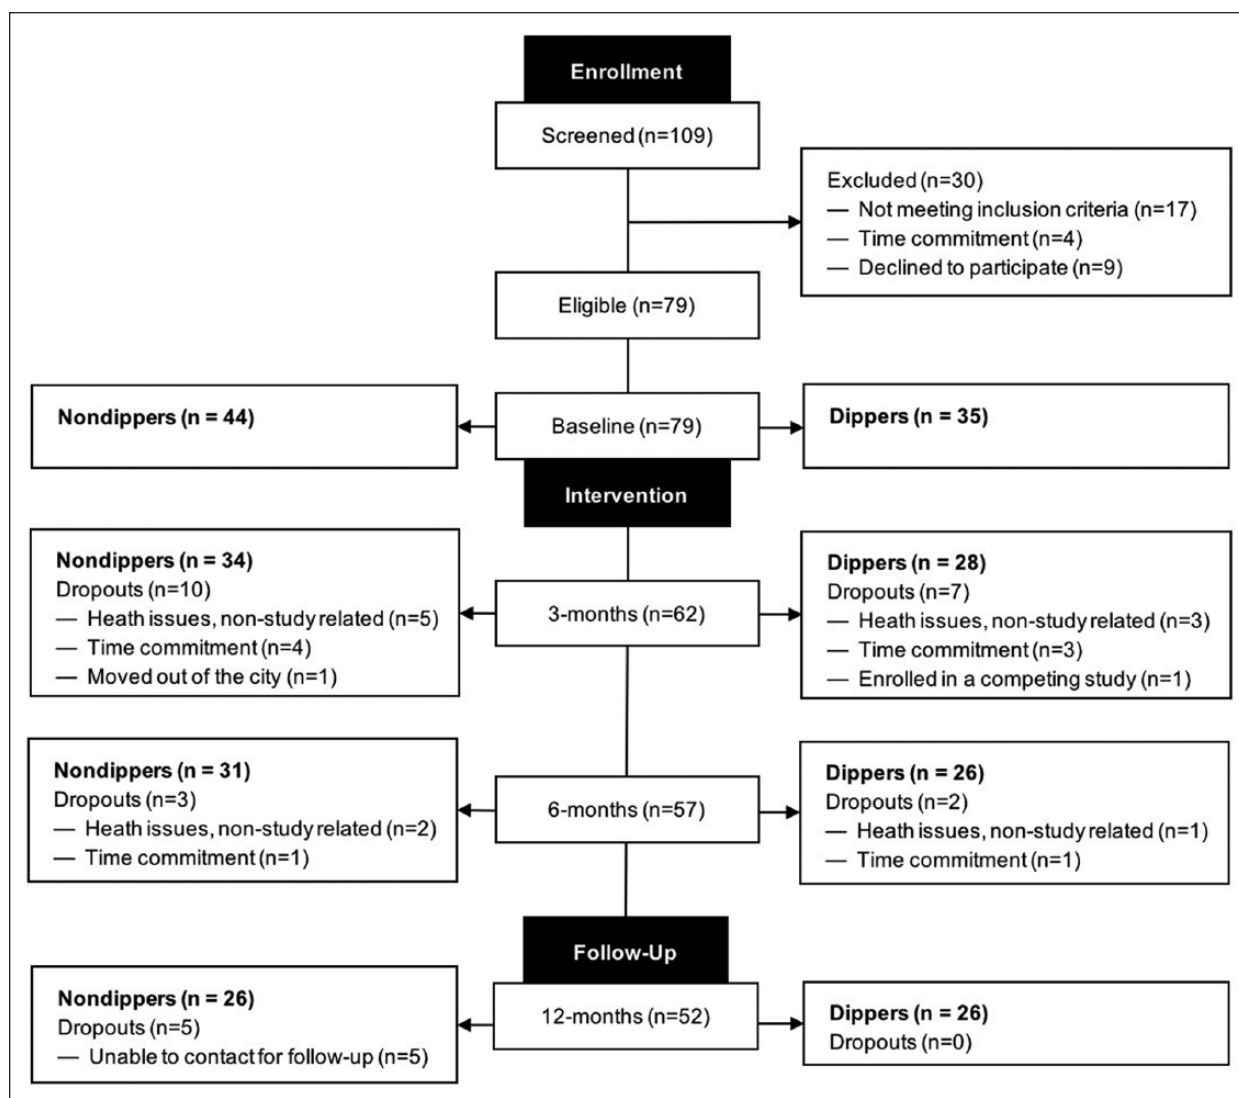 Enrollment
Screened (n=109)
Excluded (n=30)
— Not meeting inclusion criteria (n=17)
— Time commitment (n=4)
— Declined to participate (n=9)
Eligible (n=79)
Nondippers (n = 44)
Baseline (n=79)
Dippers (n = 35)
Intervention
Nondippers (n = 34)
Dropouts (n=10)
— Heath issues, non-study related (n=5)
— Time commitment (n=4)
— Moved out of the city (n=1)
3-months (n=62)
Dippers (n = 28)
Dropouts (n=7)
— Heath issues, non-study related (n=3)
— Time commitment (n=3)
— Enrolled in a competing study (n=1)
Nondippers (n = 31)
Dropouts (n=3)
— Heath issues, non-study related (n=2)
— Time commitment (n=1)
6-months (n=57)
Dippers (n = 26)
Dropouts (n=2)
— Heath issues, non-study related (n=1)
— Time commitment (n=1)
Follow-Up
Nondippers (n = 26)
Dropouts (n=5)
— Unable to contact for follow-up (n=5)
12-months (n=52)
Dippers (n = 26)
Dropouts (n=0)